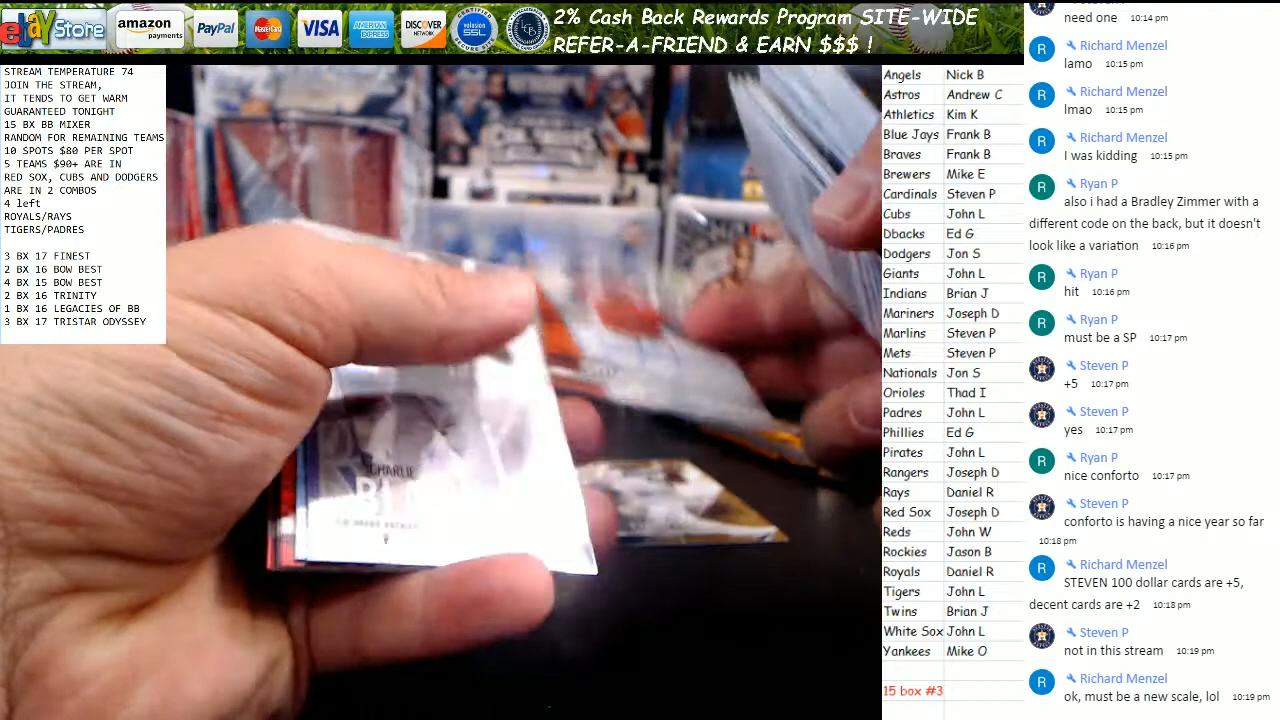 ebay Store
amazon payments
PayPal
MasterCard
VISA
AMERICAN EXPRESS
DISCOVER NETWORK
CERTIFIED
volusion
SSL
SECURE SITE
2% Cash Back Rewards Program SITE-WIDE
REFER-A-FRIEND & EARN $$$ !
STREAM TEMPERATURE 74
JOIN THE STREAM,
IT TENDS TO GET WARM
GUARANTEED TONIGHT
15 BX BB MIXER
RANDOM FOR REMAINING TEAMS
10 SPOTS $80 PER SPOT
5 TEAMS $90+ ARE IN
RED SOX, CUBS AND DODGERS
ARE IN 2 COMBOS
4 left
ROYALS/RAYS
TIGERS/PADRES
3 BX 17 FINEST
2 BX 16 BOW BEST
4 BX 15 BOW BEST
2 BX 16 TRINITY
1 BX 16 LEGACIES OF BB
3 BX 17 TRISTAR ODYSSEY
CHARLIE
Angels Nick B
Astros Andrew C
Athletics Kim K
Blue Jays Frank B
Braves Frank B
Brewers Mike E
Cardinals Steven P
Cubs John L
Dbacks Ed G
Dodgers Jon S
Giants John L
Indians Brian J
Mariners Joseph D
Marlins Steven P
Mets Steven P
Nationals Jon S
Orioles Thad I
Padres John L
Phillies Ed G
Pirates John L
Rangers Joseph D
Rays Daniel R
Red Sox Joseph D
Reds John W
Rockies Jason B
Royals Daniel R
Tigers John L
Twins Brian J
White Sox John L
Yankees Mike O
15 box #3
need one 10:14 pm
R Richard Menzel
lamo 10:15 pm
R Richard Menzel
lmao 10:15 pm
R Richard Menzel
I was kidding 10:15 pm
R Ryan P
also i had a Bradley Zimmer with a
different code on the back, but it doesn't
look like a variation 10:16 pm
R Ryan P
hit 10:16 pm
R Ryan P
must be a SP 10:17 pm
Steven P
+5 10:17 pm
Steven P
yes 10:17 pm
R Ryan P
nice conforto 10:17 pm
Steven P
conforto is having a nice year so far
10:18 pm
R Richard Menzel
STEVEN 100 dollar cards are +5,
decent cards are +2 10:18 pm
Steven P
not in this stream 10:19 pm
R Richard Menzel
ok, must be a new scale, lol 10:19 pm